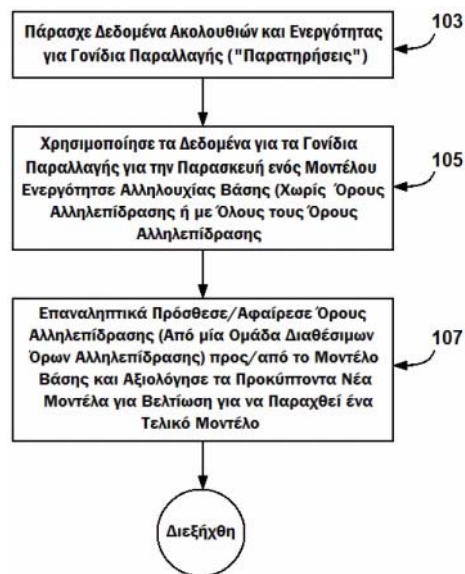 Πάρασχε Δεδομένα Ακολουθιών και Ενεργότητας
για Γονίδια Παραλλαγής ("Παρατηρήσεις")
103
Χρησιμοποίησε τα Δεδομένα για τα Γονίδια
Παραλλαγής για την Παρασκευή ενός Μοντέλου
Ενεργότητσε Αλληλουχίας Βάσης (Χωρίς Όρους
Αλληλεπίδρασης ή με Όλους τους Όρους
Αλληλεπίδρασης
105
Επαναληπτικά Πρόσθεσε/Αφαίρεσε Όρους
Αλληλεπίδρασης (Από μία Ομάδα Διαθέσιμων
Όρων Αλληλεπίδρασης) προς/από το Μοντέλο
Βάσης και Αξιολόγησε τα Προκύπτοντα Νέα
Μοντέλα για Βελτίωση για να Παραχθεί ένα
Τελικό Μοντέλο
107
Διεξήχθη